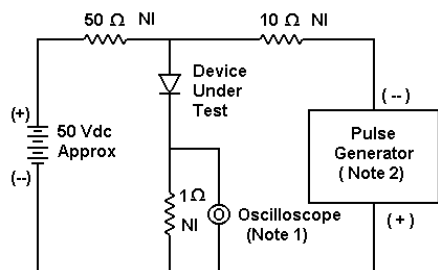 50 Ω NI
10 Ω NI
Device
Under
Test
(+)
50 Vdc
Approx
(--)
(--)
Pulse
Generator
( Note 2)
(+)
1Ω
NI
Oscilloscope
(Note 1)